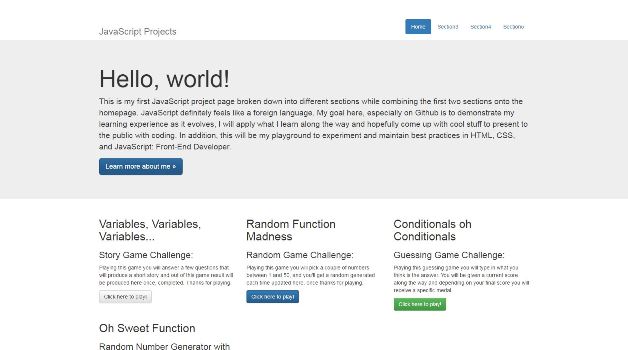 JavaScript Projects
Home Section3 Section4 Section5
Hello, world!
This is my first JavaScript project page broken down into different sections while combining the first two sections onto the
homepage. JavaScript definitely feels like a foreign language. My goal here, especially on Github is to demonstrate my
learning experience as it evolves, I will apply what I learn along the way and hopefully come up with cool stuff to present to
the public with coding. In addition, this will be my playground to experiment and maintain best practices in HTML, CSS,
and JavaScript: Front-End Developer.
Learn more about me »
Variables, Variables,
Variables...
Story Game Challenge:
Playing this game you will answer a few questions that
will produce a short story and out of this game result will
be produced here once, completed. Thanks for playing.
Click here to play!
Random Function
Madness
Random Game Challenge:
Playing this game you will pick a couple of numbers
between 1 and 50, and you'll get a random generated
each time updated here, once thanks for playing.
Click here to play!
Conditionals oh
Conditionals
Guessing Game Challenge:
Playing this guessing game you will type in what you
think is the answer. You will be given a current score
along the way and depending on your final score you will
receive a specific medal.
Click here to play!
Oh Sweet Function
Random Number Generator with